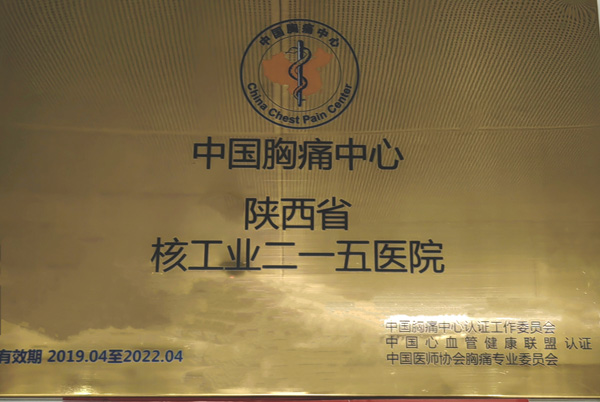 中国胸痛中心
China Chest Pain Center
中国胸痛中心
陕西省
核工业二一五医院
中国胸痛中心认证工作委员会
中国心血管健康联盟认证
中国医师协会胸痛专业委员会
有效期 2019.04至2022.04